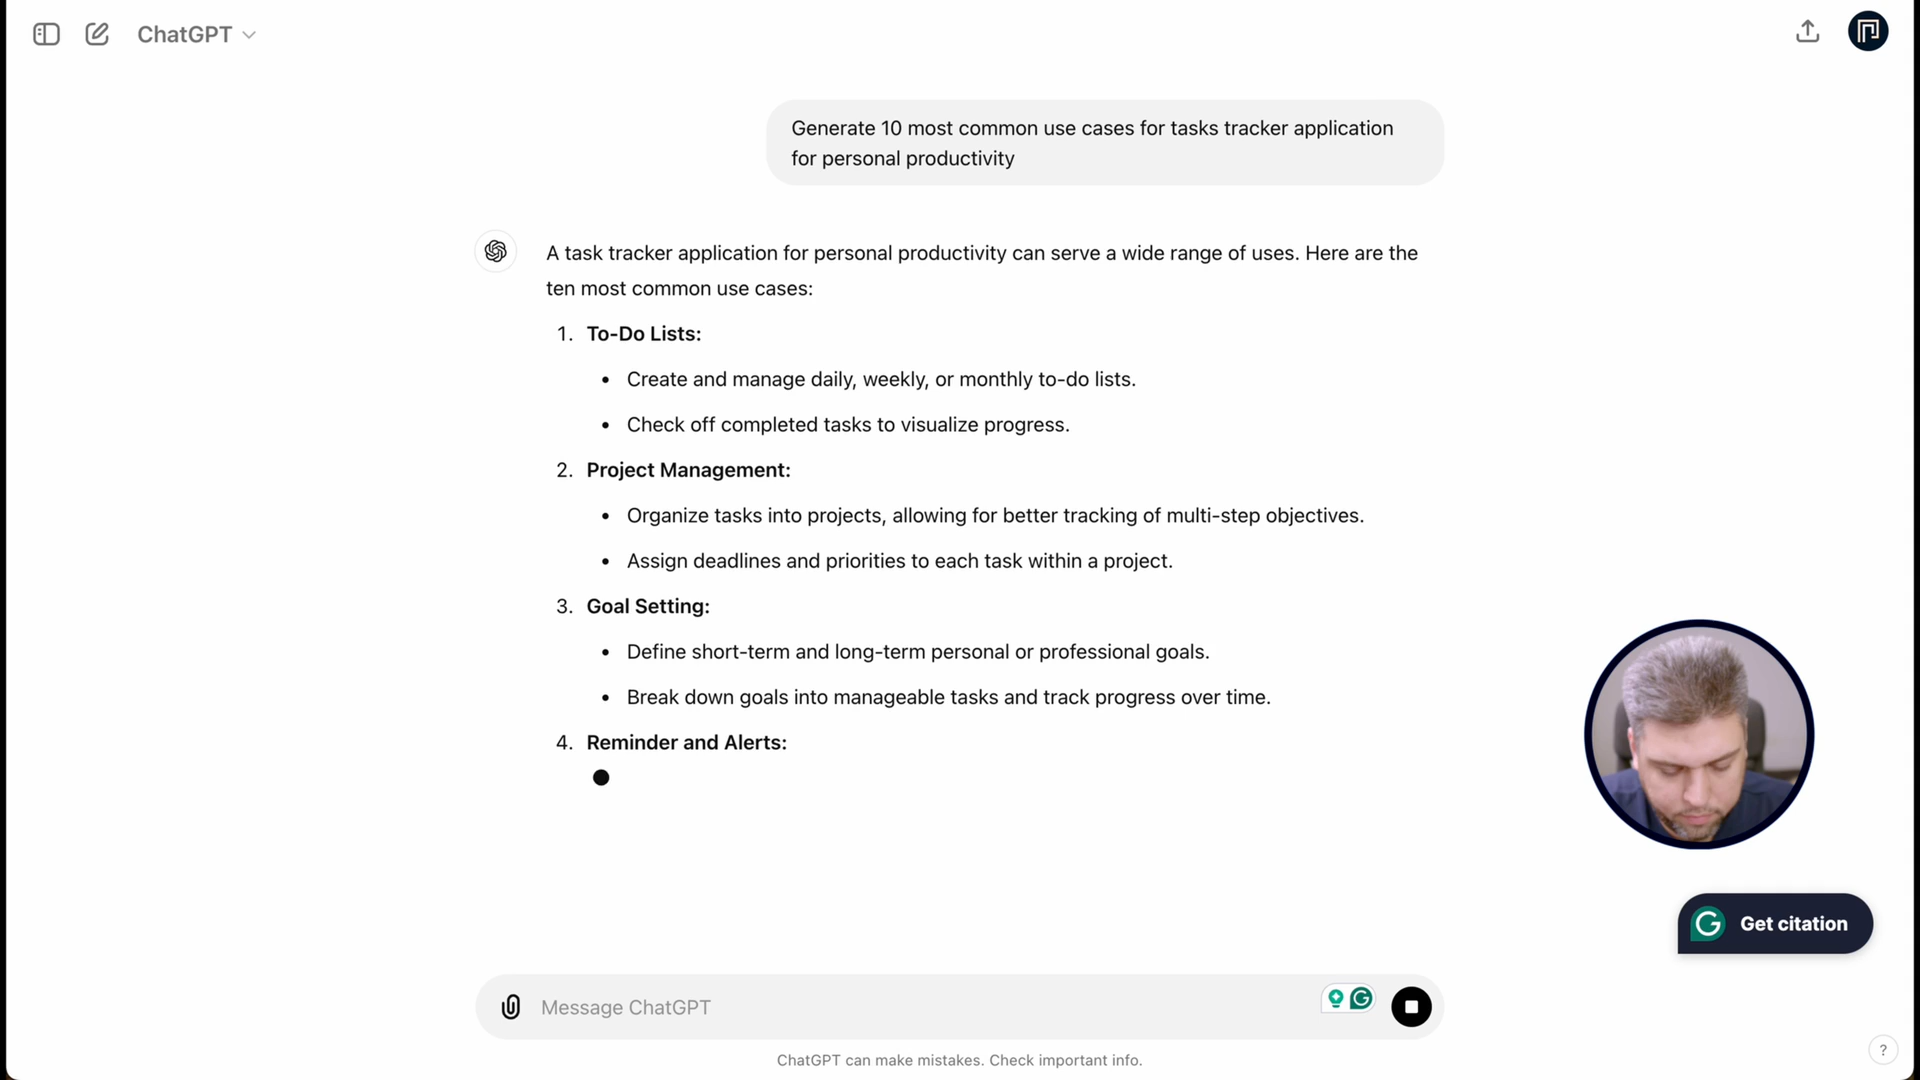 ChatGPT
Generate 10 most common use cases for tasks tracker application
for personal productivity
A task tracker application for personal productivity can serve a wide range of uses. Here are the
ten most common use cases:
1. To-Do Lists:
• Create and manage daily, weekly, or monthly to-do lists.
• Check off completed tasks to visualize progress.
2. Project Management:
• Organize tasks into projects, allowing for better tracking of multi-step objectives.
• Assign deadlines and priorities to each task within a project.
3. Goal Setting:
• Define short-term and long-term personal or professional goals.
• Break down goals into manageable tasks and track progress over time.
4. Reminder and Alerts:
Get citation
Message ChatGPT
ChatGPT can make mistakes. Check important info.
?